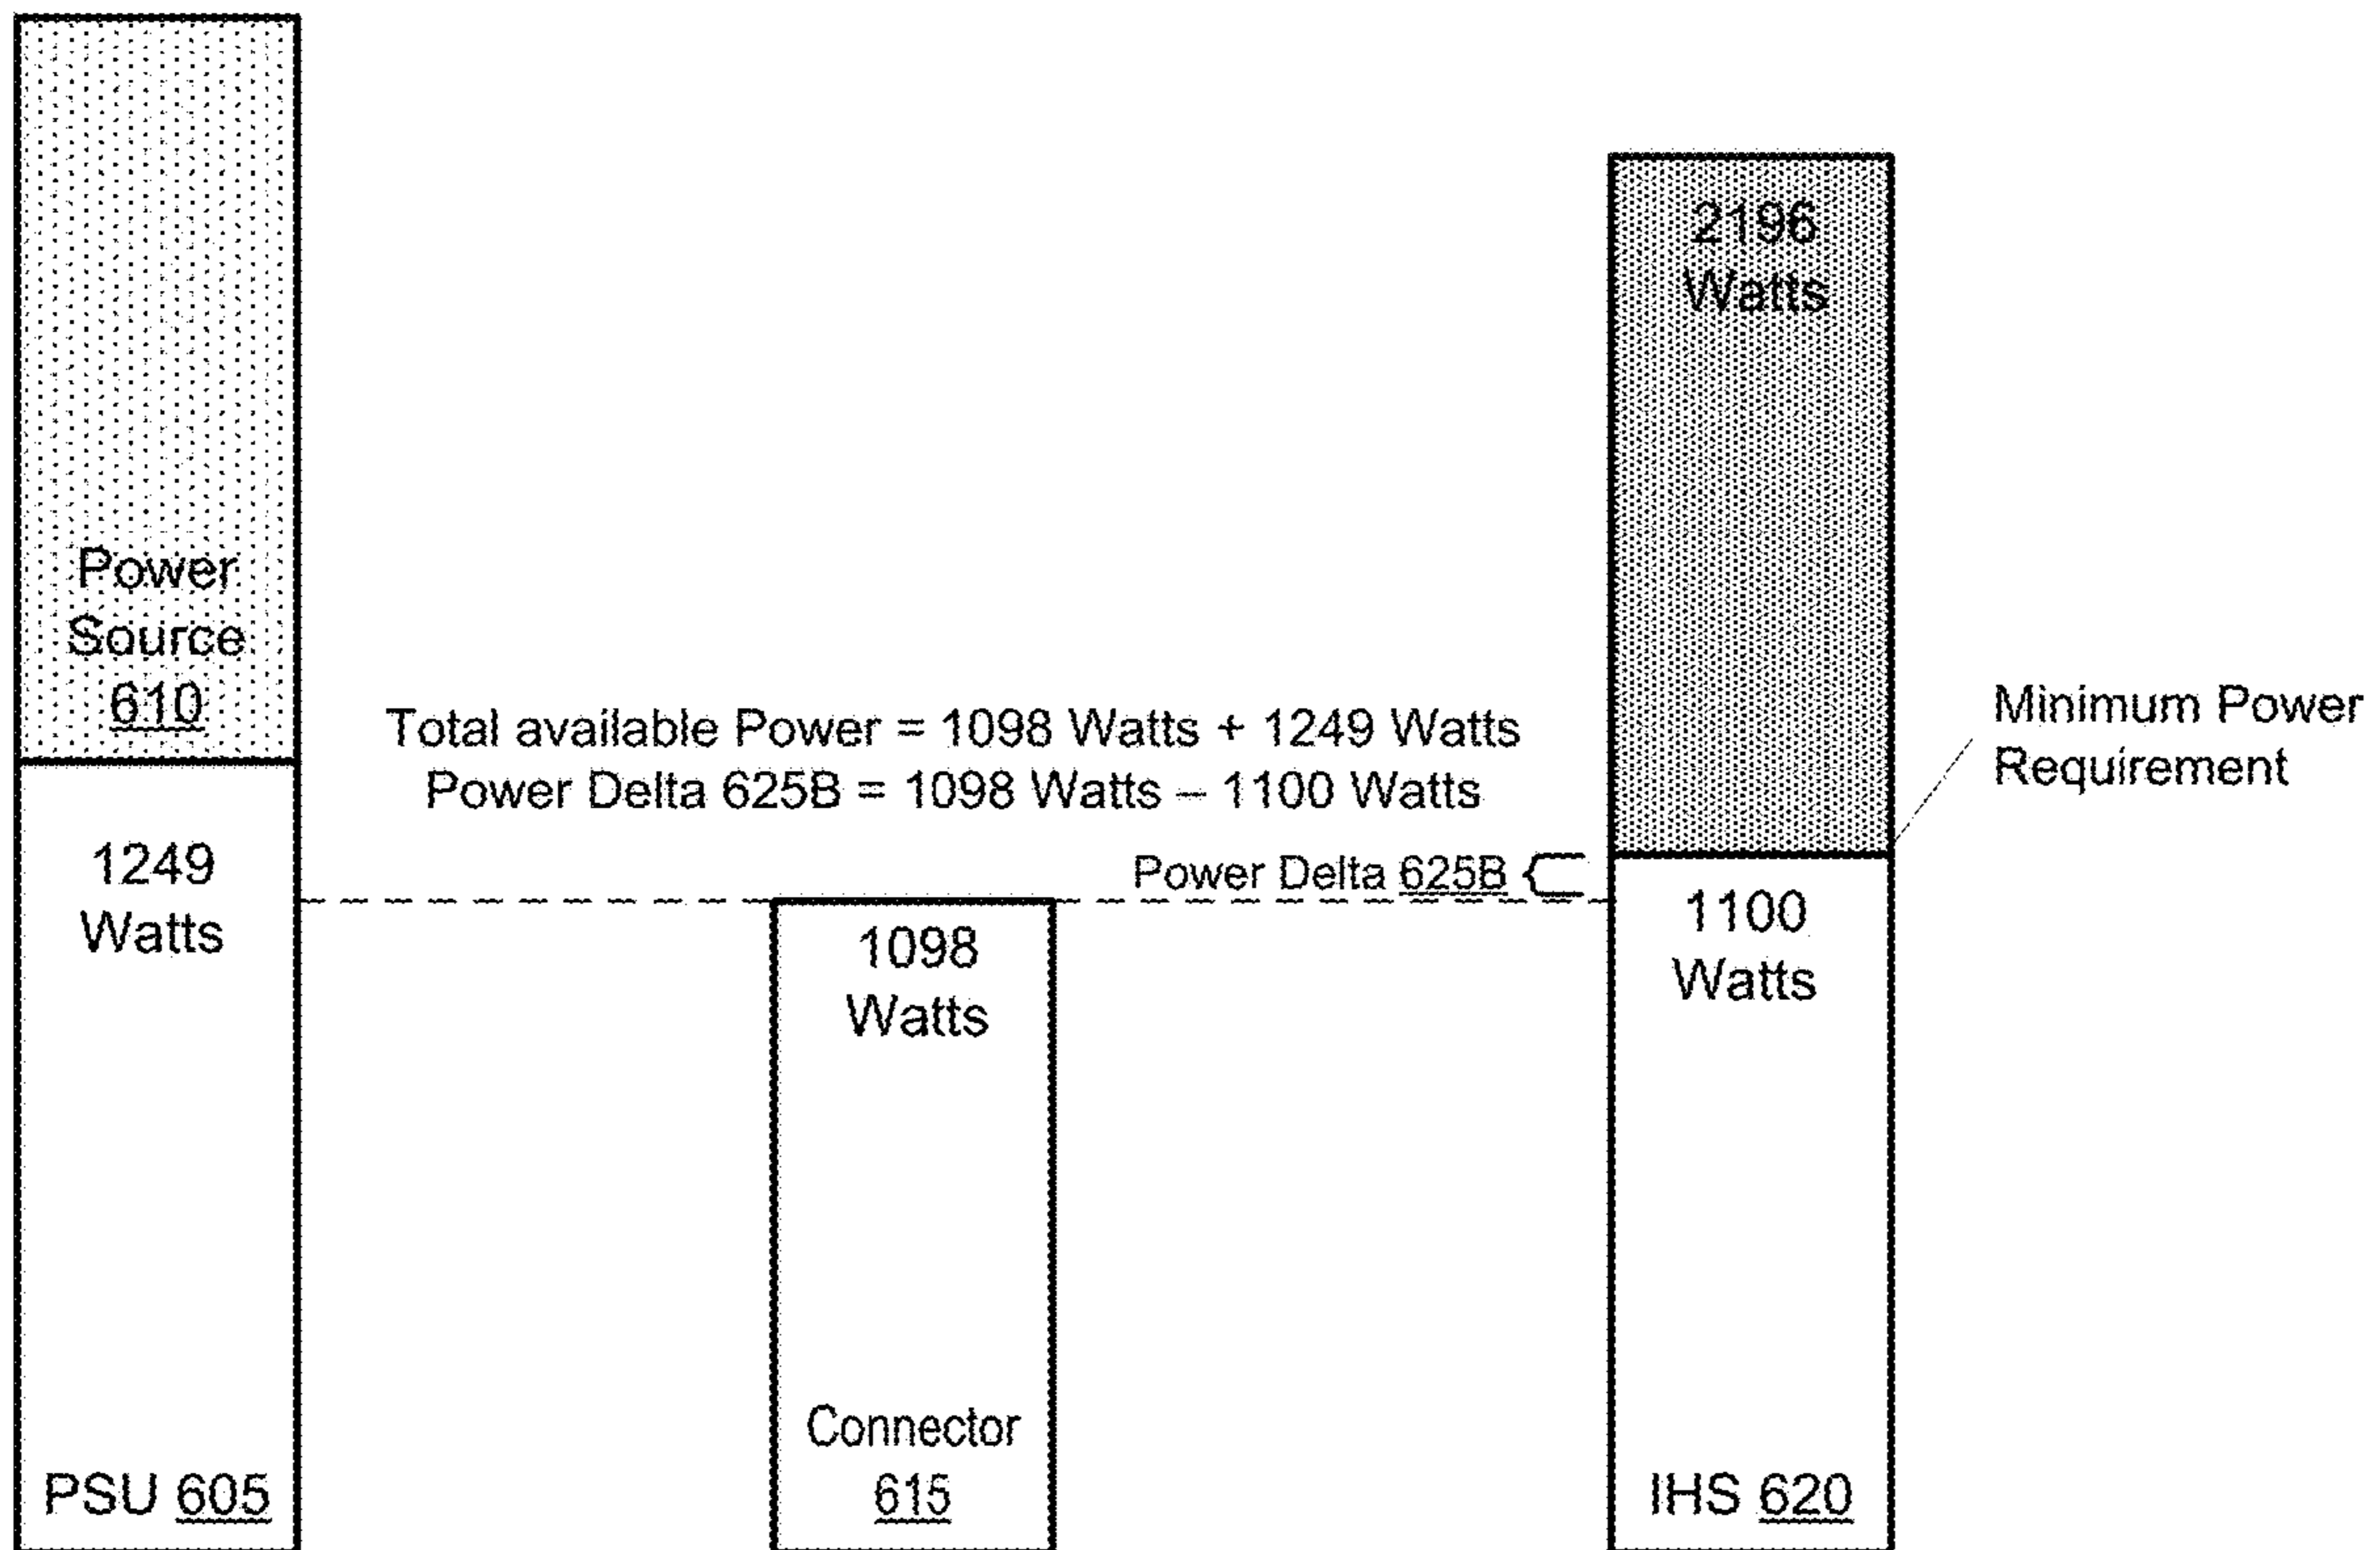 Power
Source
610
1249
Watts
PSU 605
Total available Power = 1098 Watts + 1249 Watts
Power Delta 625B = 1098 Watts – 1100 Watts
Power Delta 625B
1098
Watts
Connector
615
2196
Watts
1100
Watts
IHS 620
Minimum Power
Requirement